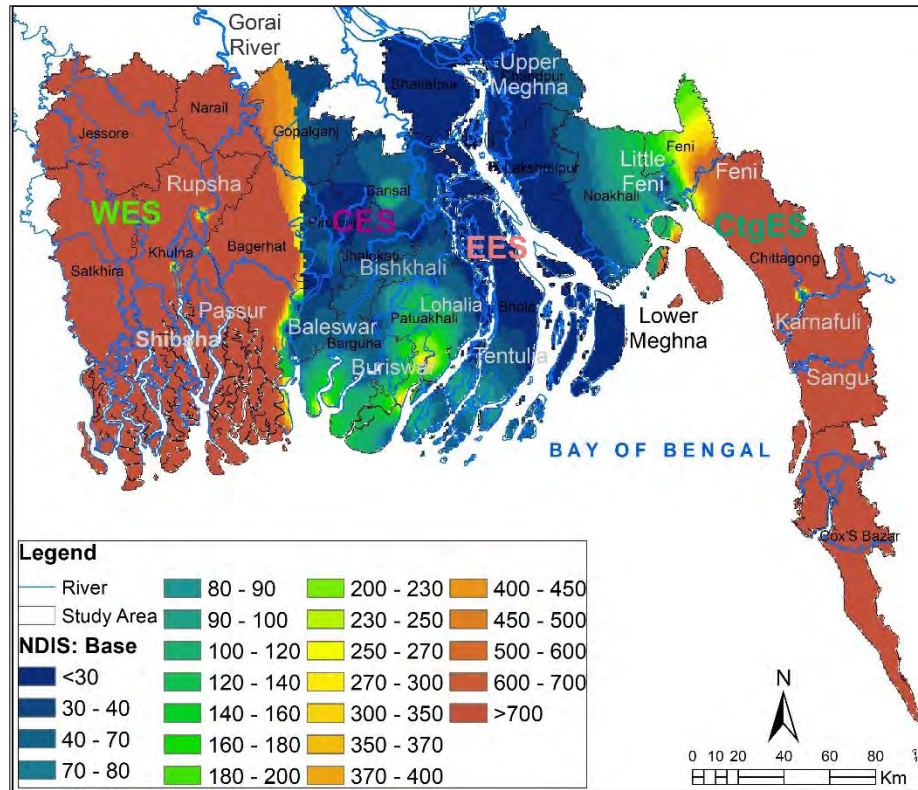 Gorai
River
Upper
Meghna
Shariatpur
Chandpur
Narail
Jessore
Gopalganj
Feni
Lakshmipur
Little
Feni
Feni
Rupsha
Barisal
Noakhali
WES
CES
EES
CtgES
Pirojpur
Khulna
Bagerhat
Jhalokati
Chittagong
Satkhira
Bishkhali
Passur
Lohalia
Bhola
Lower
Meghna
Shibsha
Baleswar
Patuakhali
Karnafuli
Barguna
Buriswar
Tentulia
Sangu
BAY OF BENGAL
Cox'S Bazar
Legend
River
Study Area
NDIS: Base
<30
30 - 40
40 - 70
70 - 80
80 - 90
90 - 100
100 - 120
120 - 140
140 - 160
160 - 180
180 - 200
200 - 230
230 - 250
250 - 270
270 - 300
300 - 350
350 - 370
370 - 400
400 - 450
450 - 500
500 - 600
600 - 700
>700
N
0 10 20 40 60 80
Km